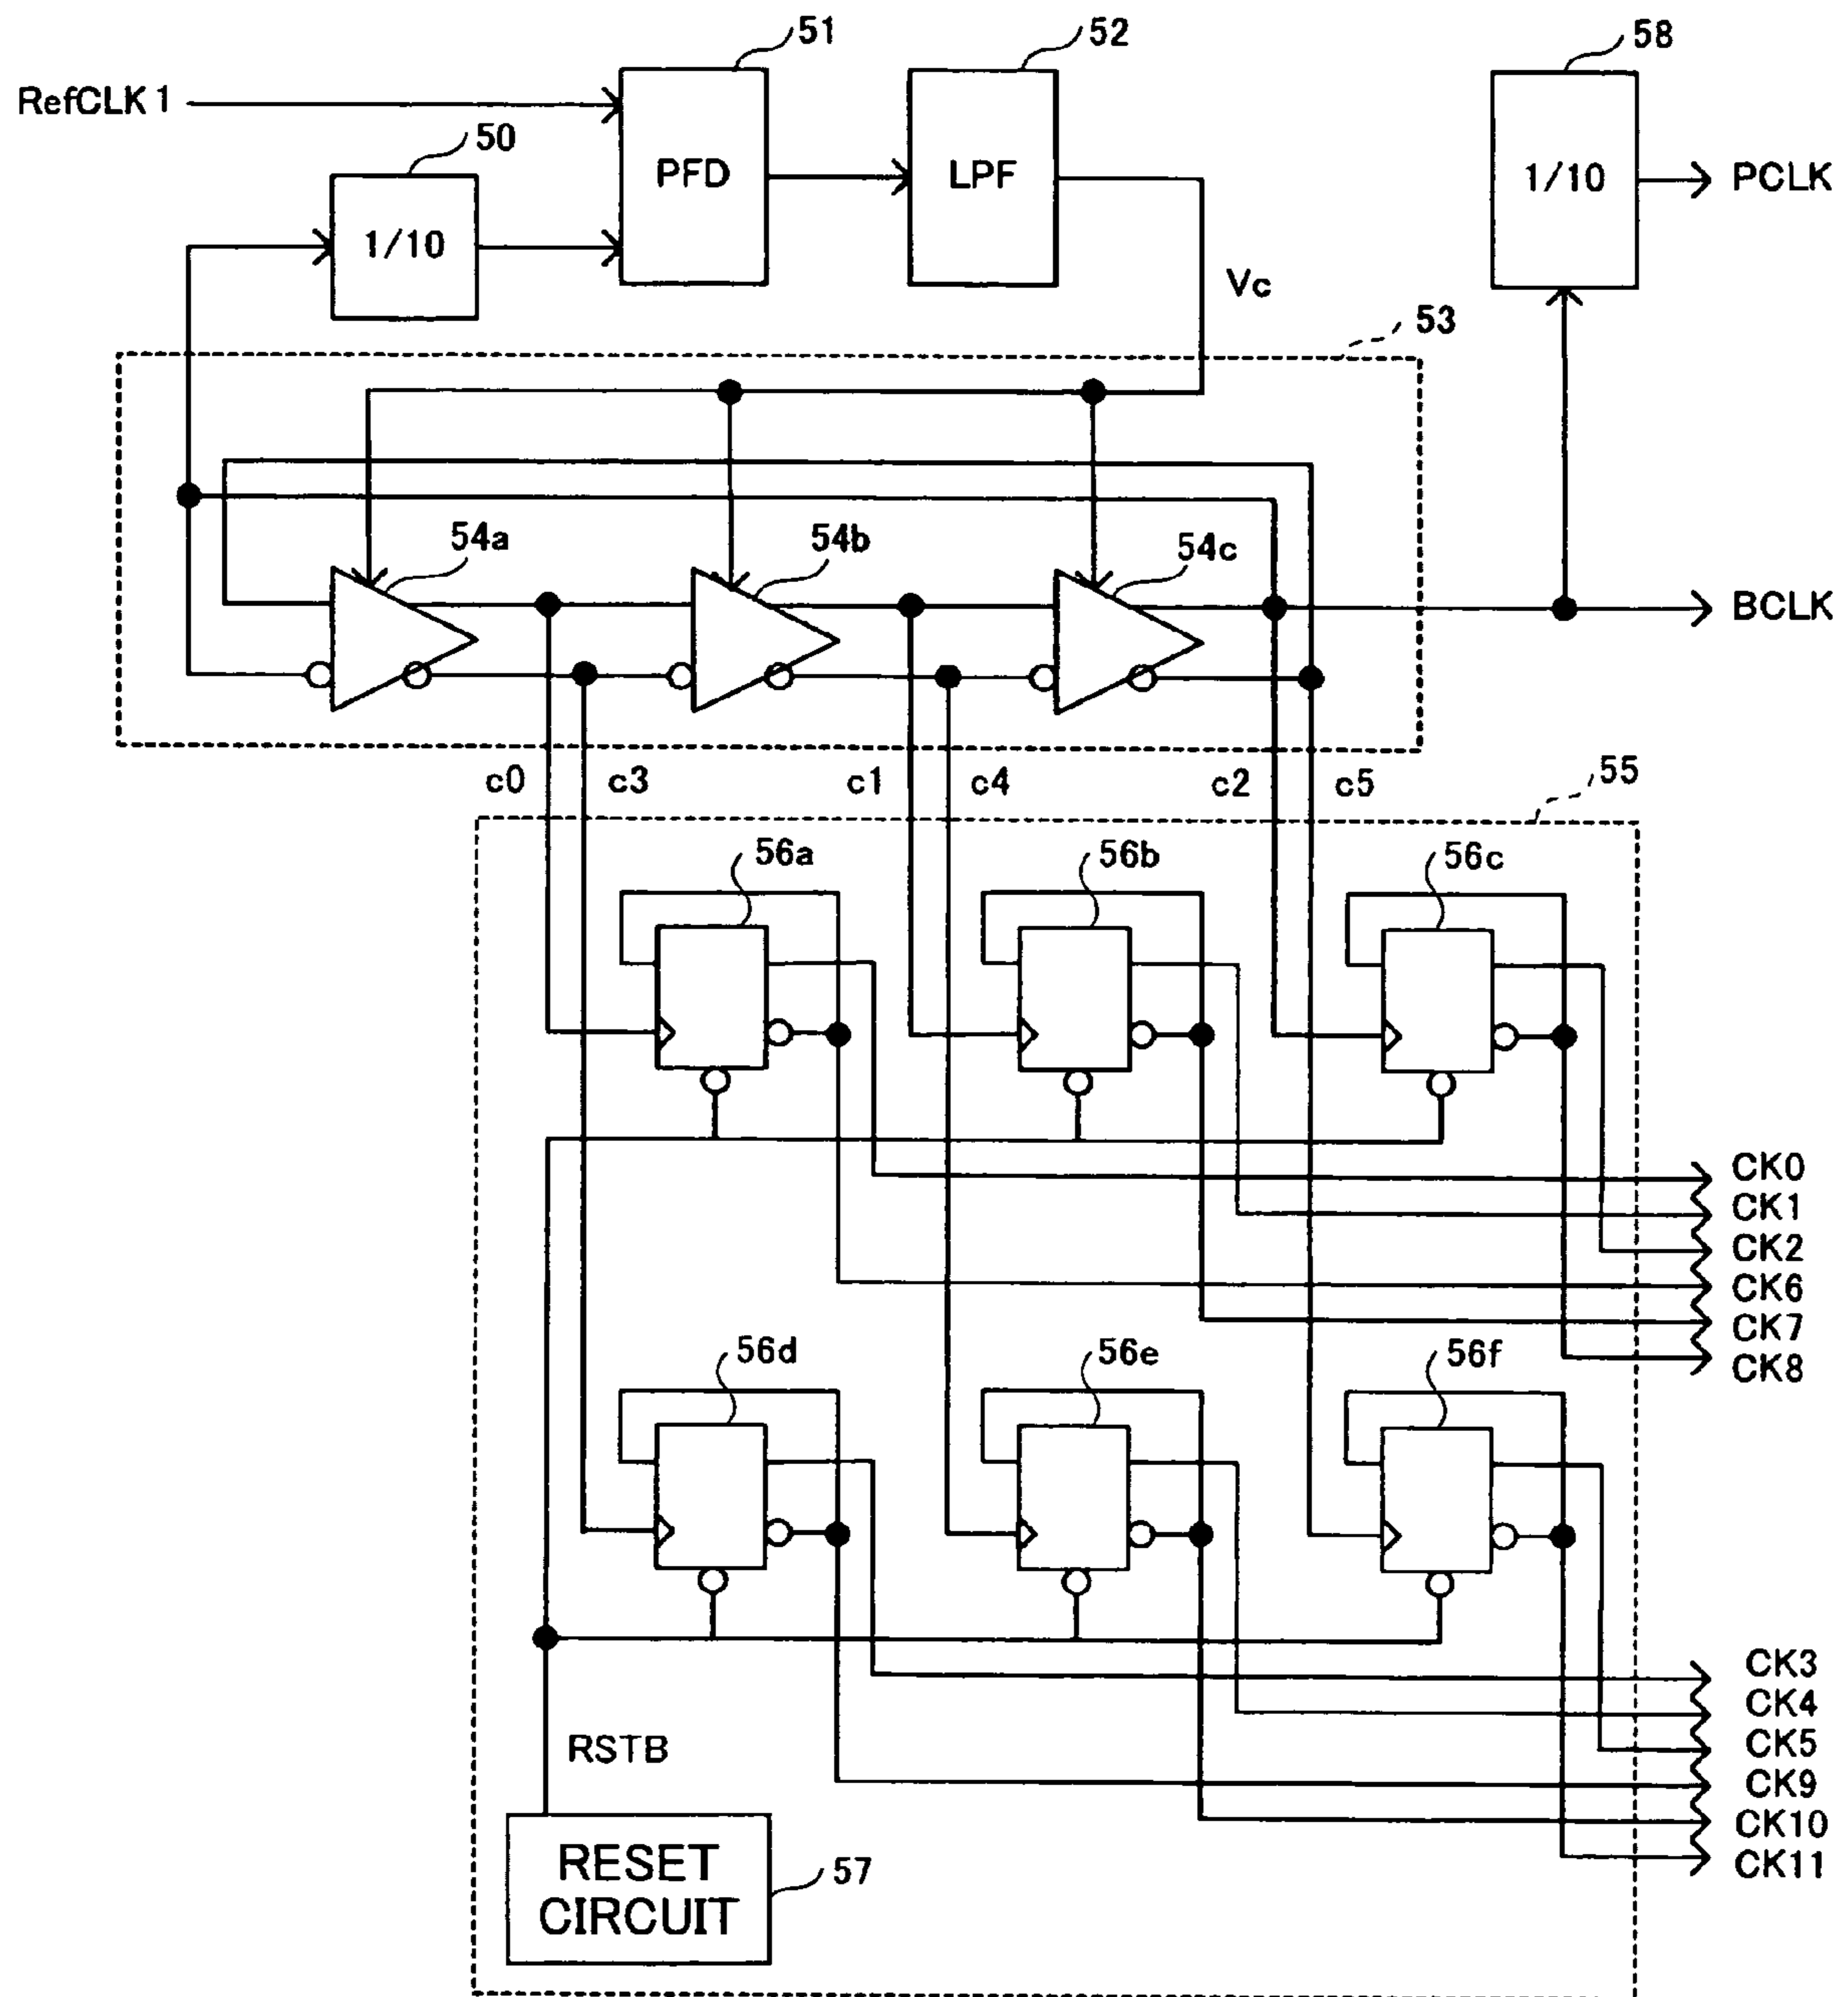 51
52
58
RefCLK1
50
PFD
LPF
1/10
PCLK
1/10
Vc
53
54a
54b
54c
BCLK
c0
c3
c1
c4
c2
c5
55
56a
56b
56c
CK0
CK1
CK2
CK6
CK7
CK8
56d
56e
56f
CK3
CK4
CK5
CK9
CK10
CK11
RSTB
RESET
CIRCUIT
57